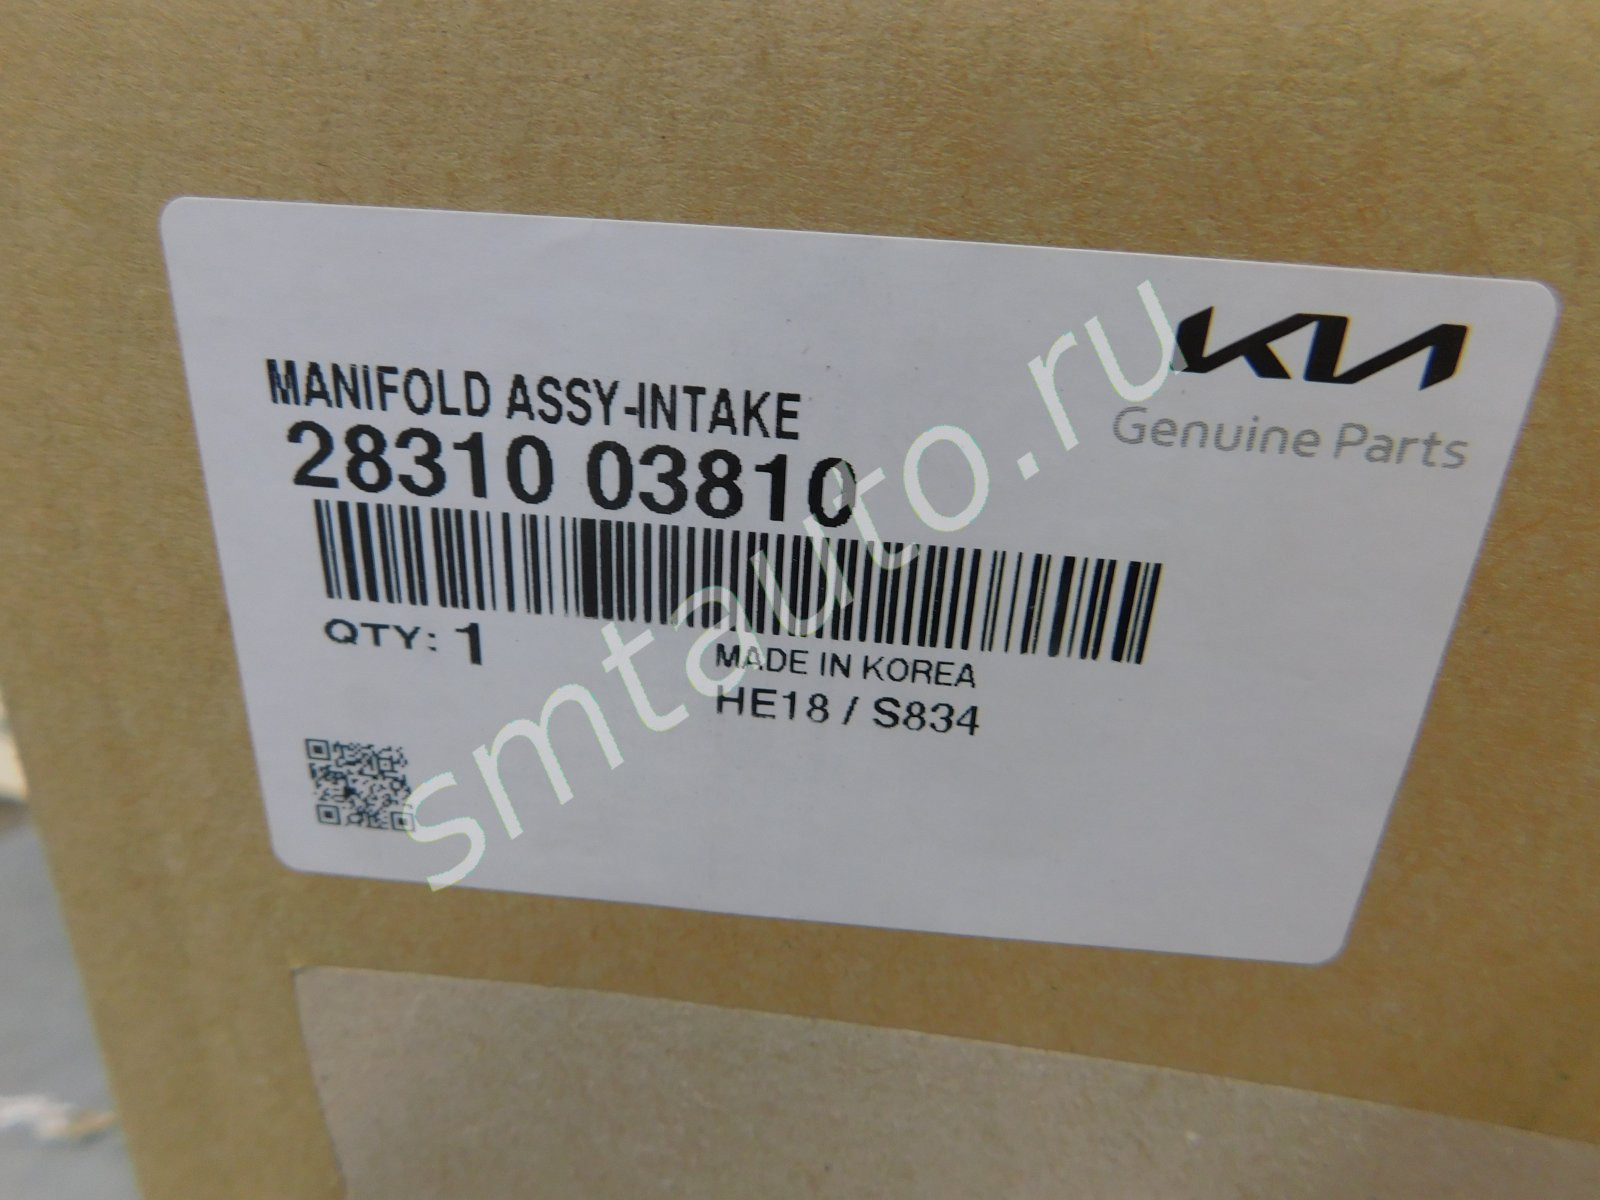 KIA
Genuine Parts
MANIFOLD ASSY-INTAKE
28310 03810
QTY: 1
MADE IN KOREA
HE18 / S834
smtauto.ru